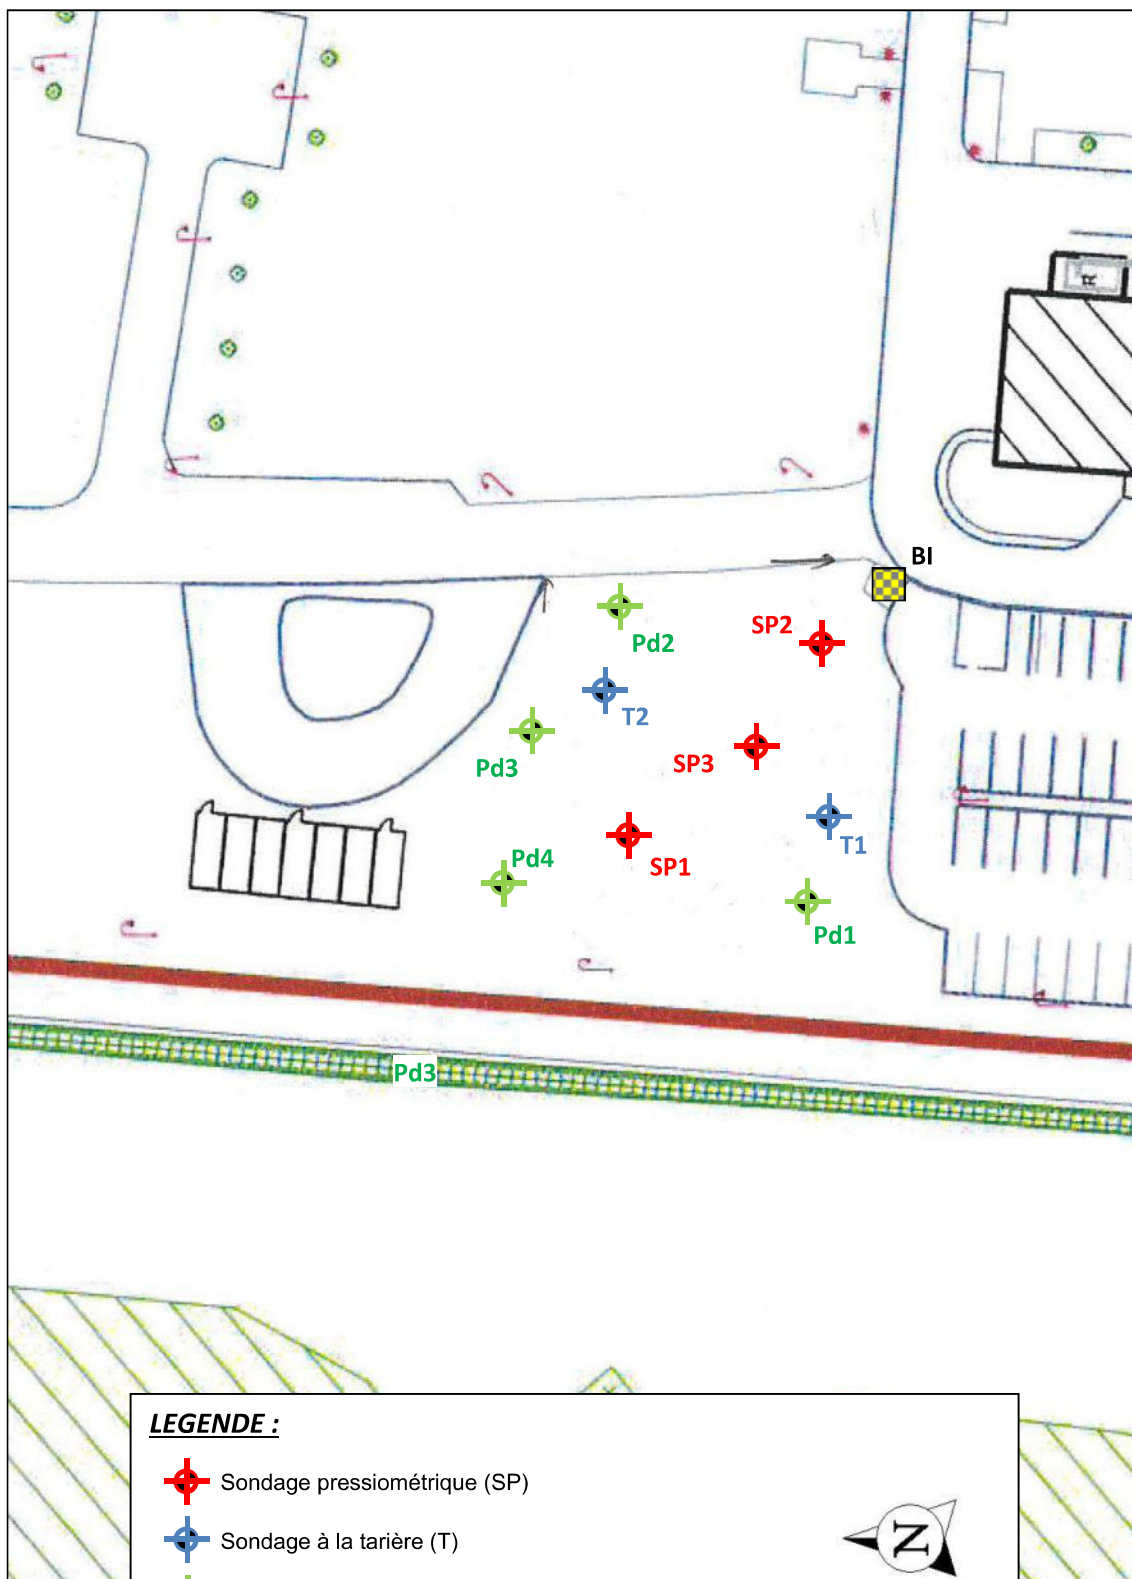 R
BI
SP2
Pd2
T2
SP3
Pd3
T1
Pd4
SP1
Pd1
Pd3
LEGENDE :
Sondage pressiométrique (SP)
Sondage à la tarière (T)
N